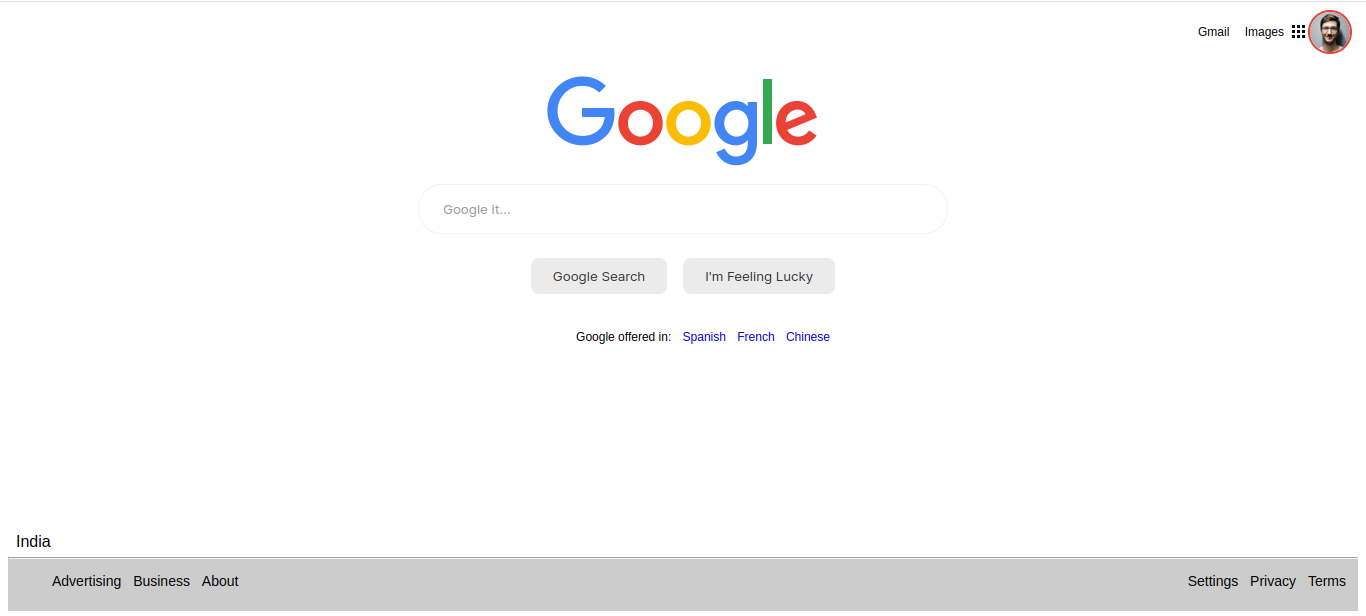 Gmail Images
Google
Google it...
Google Search I'm Feeling Lucky
Google offered in: Spanish French Chinese
India
Advertising Business About Settings Privacy Terms